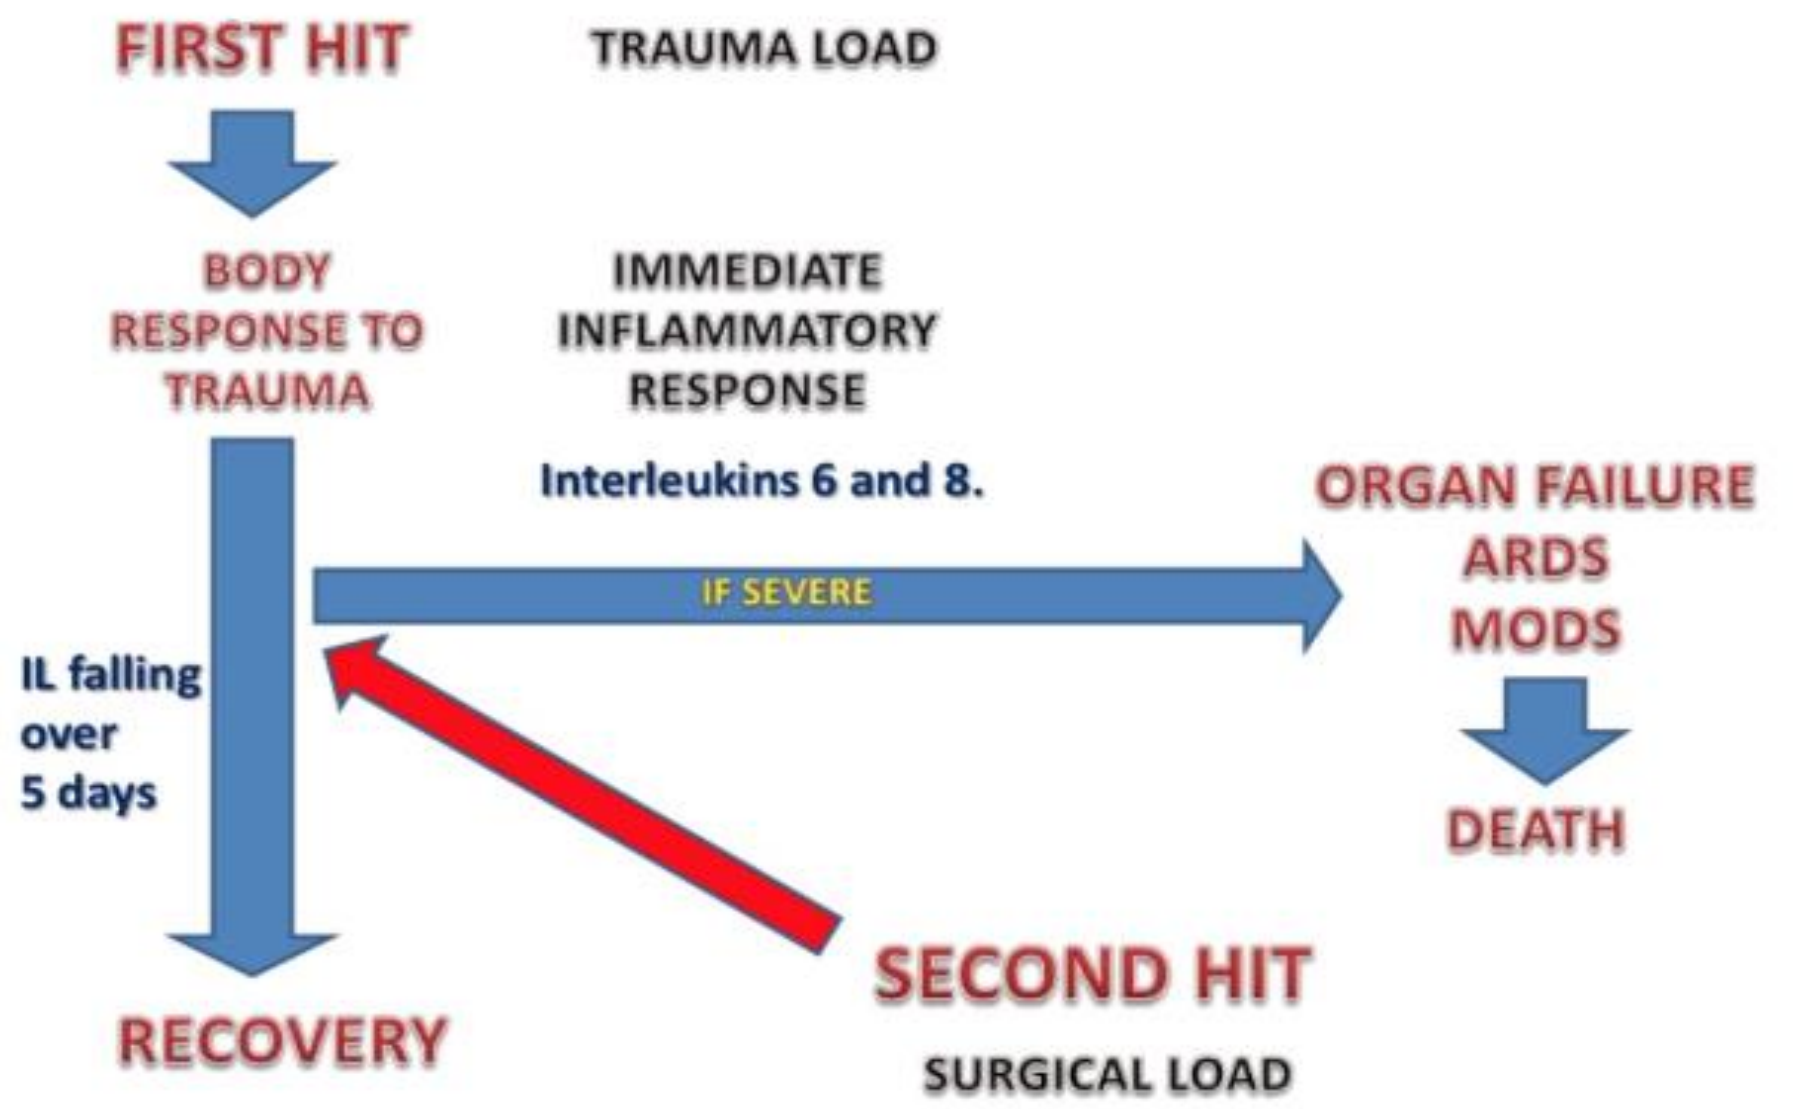 FIRST HIT
TRAUMA LOAD
BODY
RESPONSE TO
TRAUMA
IMMEDIATE
INFLAMMATORY
RESPONSE
Interleukins 6 and 8.
IF SEVERE
ORGAN FAILURE
ARDS
MODS
DEATH
IL falling
over
5 days
RECOVERY
SECOND HIT
SURGICAL LOAD